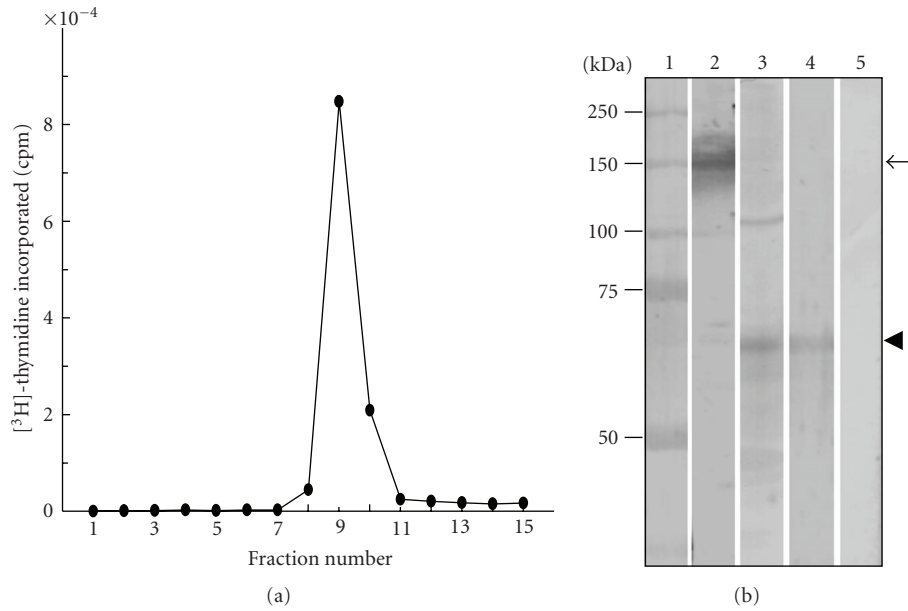 ×10⁻⁴
8
6
4
2
0
[³H]-thymidine incorporated (cpm)
1 3 5 7 9 11 13 15
Fraction number
(a)
(kDa) 1 2 3 4 5
250
150
100
75
50
(b)